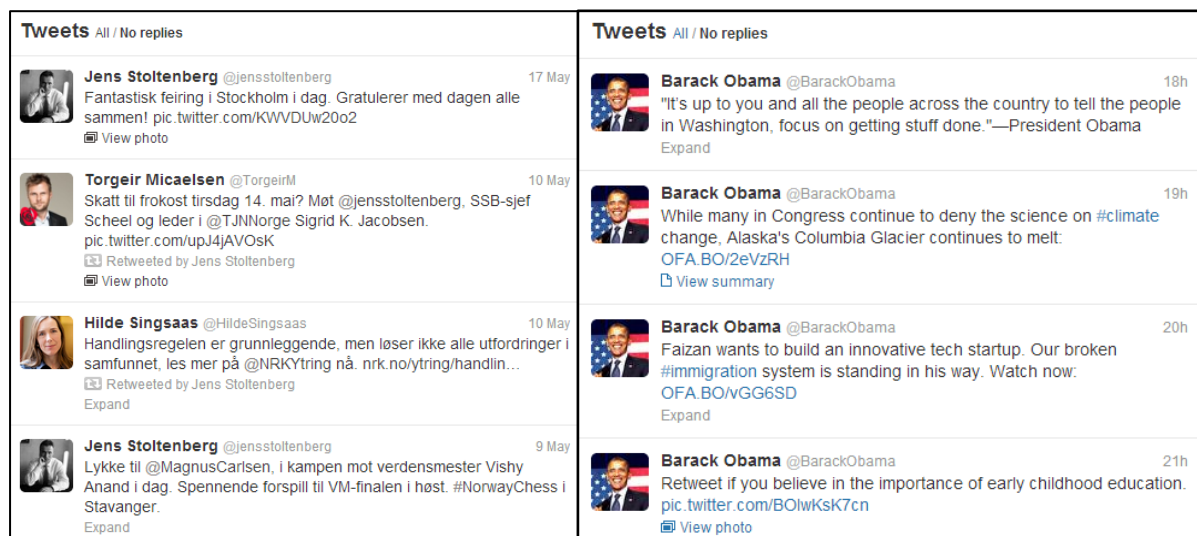 Tweets All / No replies
Jens Stoltenberg @jensstoltenberg 17 May
Fantastisk feiring i Stockholm i dag. Gratulerer med dagen alle
sammen! pic.twitter.com/KWVDUw20o2
View photo
Torgeir Micaelsen @TorgeirM 10 May
Skatt til frokost tirsdag 14. mai? Møt @jensstoltenberg, SSB-sjef
Scheel og leder i @TJNNorge Sigrid K. Jacobsen.
pic.twitter.com/upJ4jAVOsK
Retweeted by Jens Stoltenberg
View photo
Hilde Singsaas @HildeSingsaas 10 May
Handlingsregelen er grunnleggende, men løser ikke alle utfordringer i
samfunnet, les mer på @NRKYtring nå. nrk.no/ytring/handlin…
Retweeted by Jens Stoltenberg
Expand
Jens Stoltenberg @jensstoltenberg 9 May
Lykke til @MagnusCarlsen, i kampen mot verdensmester Vishy
Anand i dag. Spennende forspill til VM-finalen i høst. #NorwayChess i
Stavanger.
Expand
Tweets All / No replies
Barack Obama @BarackObama 18h
"It's up to you and all the people across the country to tell the people
in Washington, focus on getting stuff done."—President Obama
Expand
Barack Obama @BarackObama 19h
While many in Congress continue to deny the science on #climate
change, Alaska's Columbia Glacier continues to melt:
OFA.BO/2eVzRH
View summary
Barack Obama @BarackObama 20h
Faizan wants to build an innovative tech startup. Our broken
#immigration system is standing in his way. Watch now:
OFA.BO/vGG6SD
Expand
Barack Obama @BarackObama 21h
Retweet if you believe in the importance of early childhood education.
pic.twitter.com/BOlwKsK7cn
View photo